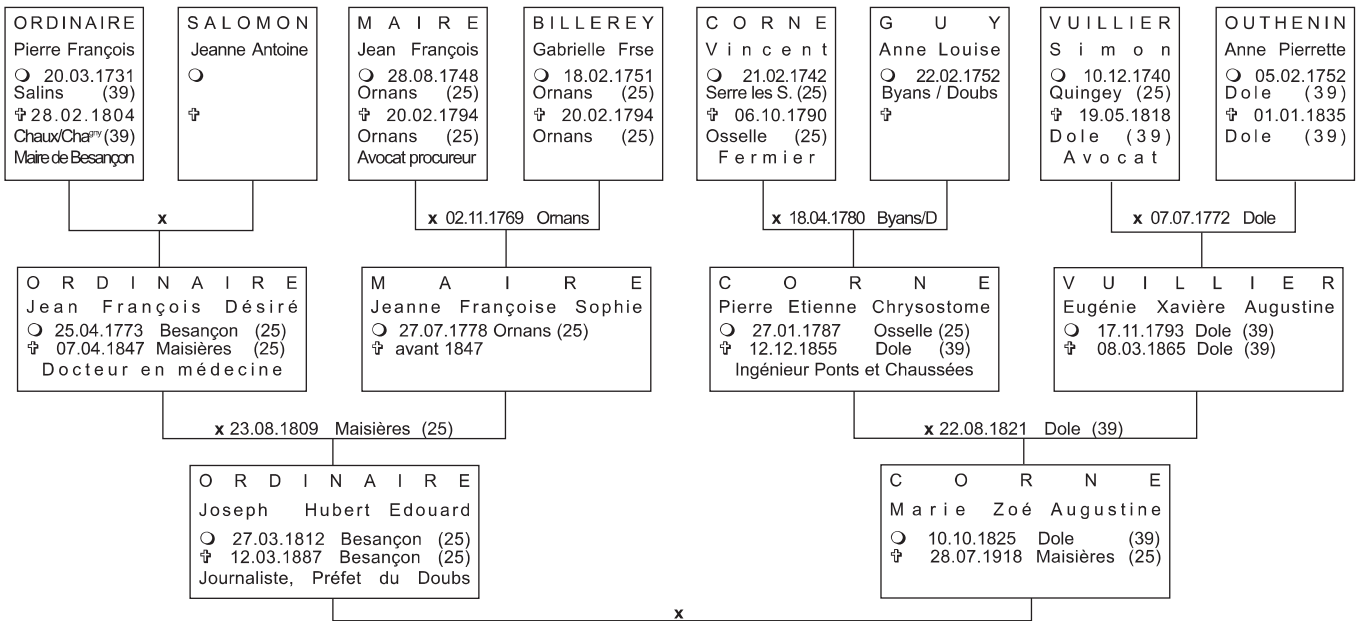 ORDINAIRE
Pierre François
20.03.1731
Salins (39)
28.02.1804
Chaux/Chagny (39)
Maire de Besançon
SALOMON
Jeanne Antoine
MAIRE
Jean François
28.08.1748
Ornans (25)
20.02.1794
Ornans (25)
Avocat procureur
BILLEREY
Gabrielle Frse
18.02.1751
Ornans (25)
20.02.1794
Ornans (25)
CORNE
Vincent
21.02.1742
Serre les S. (25)
06.10.1790
Osselle (25)
Fermier
GUY
Anne Louise
22.02.1752
Byans / Doubs
VUILLIER
Simon
10.12.1740
Quingey (25)
19.05.1818
Dole (39)
Avocat
OUTHENIN
Anne Pierrette
05.02.1752
Dole (39)
01.01.1835
Dole (39)
x
x 02.11.1769 Ornans
x 18.04.1780 Byans/D
x 07.07.1772 Dole
ORDINAIRE
Jean François Désiré
25.04.1773 Besançon (25)
07.04.1847 Maisières (25)
Docteur en médecine
MAIRE
Jeanne Françoise Sophie
27.07.1778 Ornans (25)
avant 1847
CORNE
Pierre Etienne Chrysostome
27.01.1787 Osselle (25)
12.12.1855 Dole (39)
Ingénieur Ponts et Chaussées
VUILLIER
Eugénie Xavière Augustine
17.11.1793 Dole (39)
08.03.1865 Dole (39)
x 23.08.1809 Maisières (25)
x 22.08.1821 Dole (39)
ORDINAIRE
Joseph Hubert Edouard
27.03.1812 Besançon (25)
12.03.1887 Besançon (25)
Journaliste, Préfet du Doubs
CORNE
Marie Zoé Augustine
10.10.1825 Dole (39)
28.07.1918 Maisières (25)
x